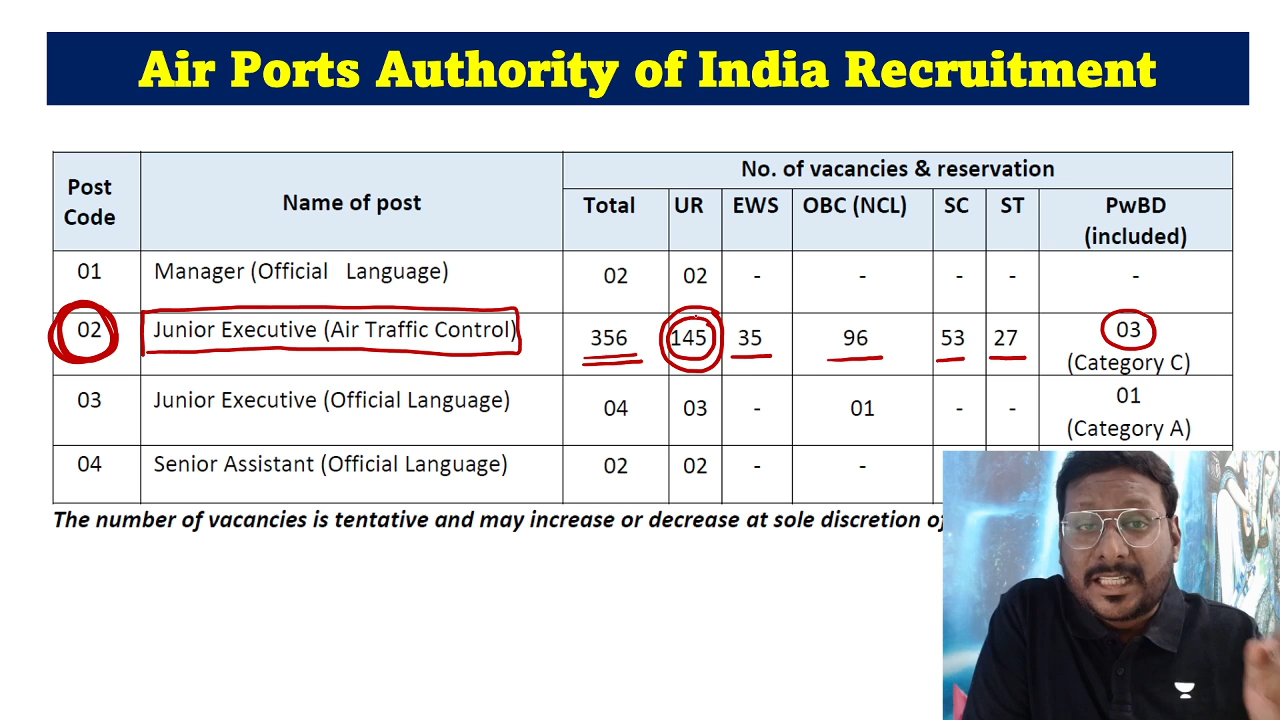 Air Ports Authority of India Recruitment
Post Code
Name of post
No. of vacancies & reservation
Total UR EWS OBC (NCL) SC ST PwBD (included)
01 Manager (Official Language) 02 02 - - - - -
02 Junior Executive (Air Traffic Control) 356 145 35 96 53 27 03 (Category C)
03 Junior Executive (Official Language) 04 03 - 01 - - 01 (Category A)
04 Senior Assistant (Official Language) 02 02 - -
The number of vacancies is tentative and may increase or decrease at sole discretion of